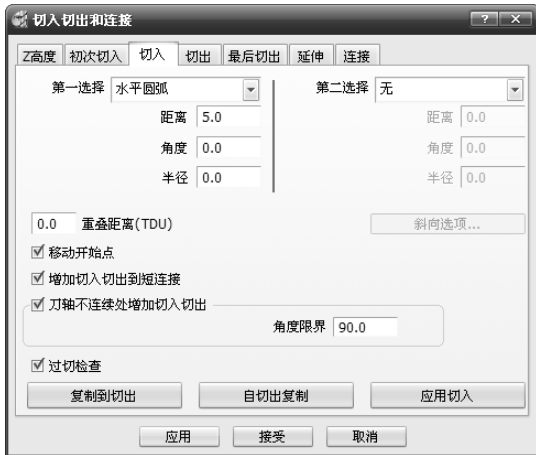 切入切出和连接
Z高度 初次切入 切入 切出 最后切出 延伸 连接
第一选择 水平圆弧 第二选择 无
距离 5.0 距离 0.0
角度 0.0 角度 0.0
半径 0.0 半径 0.0
0.0 重叠距离(TDU) 斜向选项...
移动开始点
增加切入切出到短连接
刀轴不连续处增加切入切出
角度限界 90.0
过切检查
复制到切出 自切出复制 应用切入
应用 接受 取消